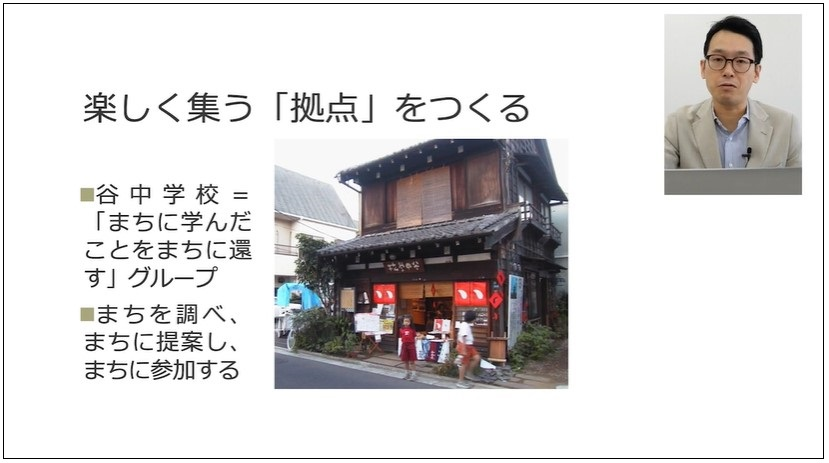 楽しく集う「拠点」をつくる
■谷中学校＝
「まちに学んだ
ことをまちに還
す」グループ
■まちを調べ、
まちに提案し、
まちに参加する